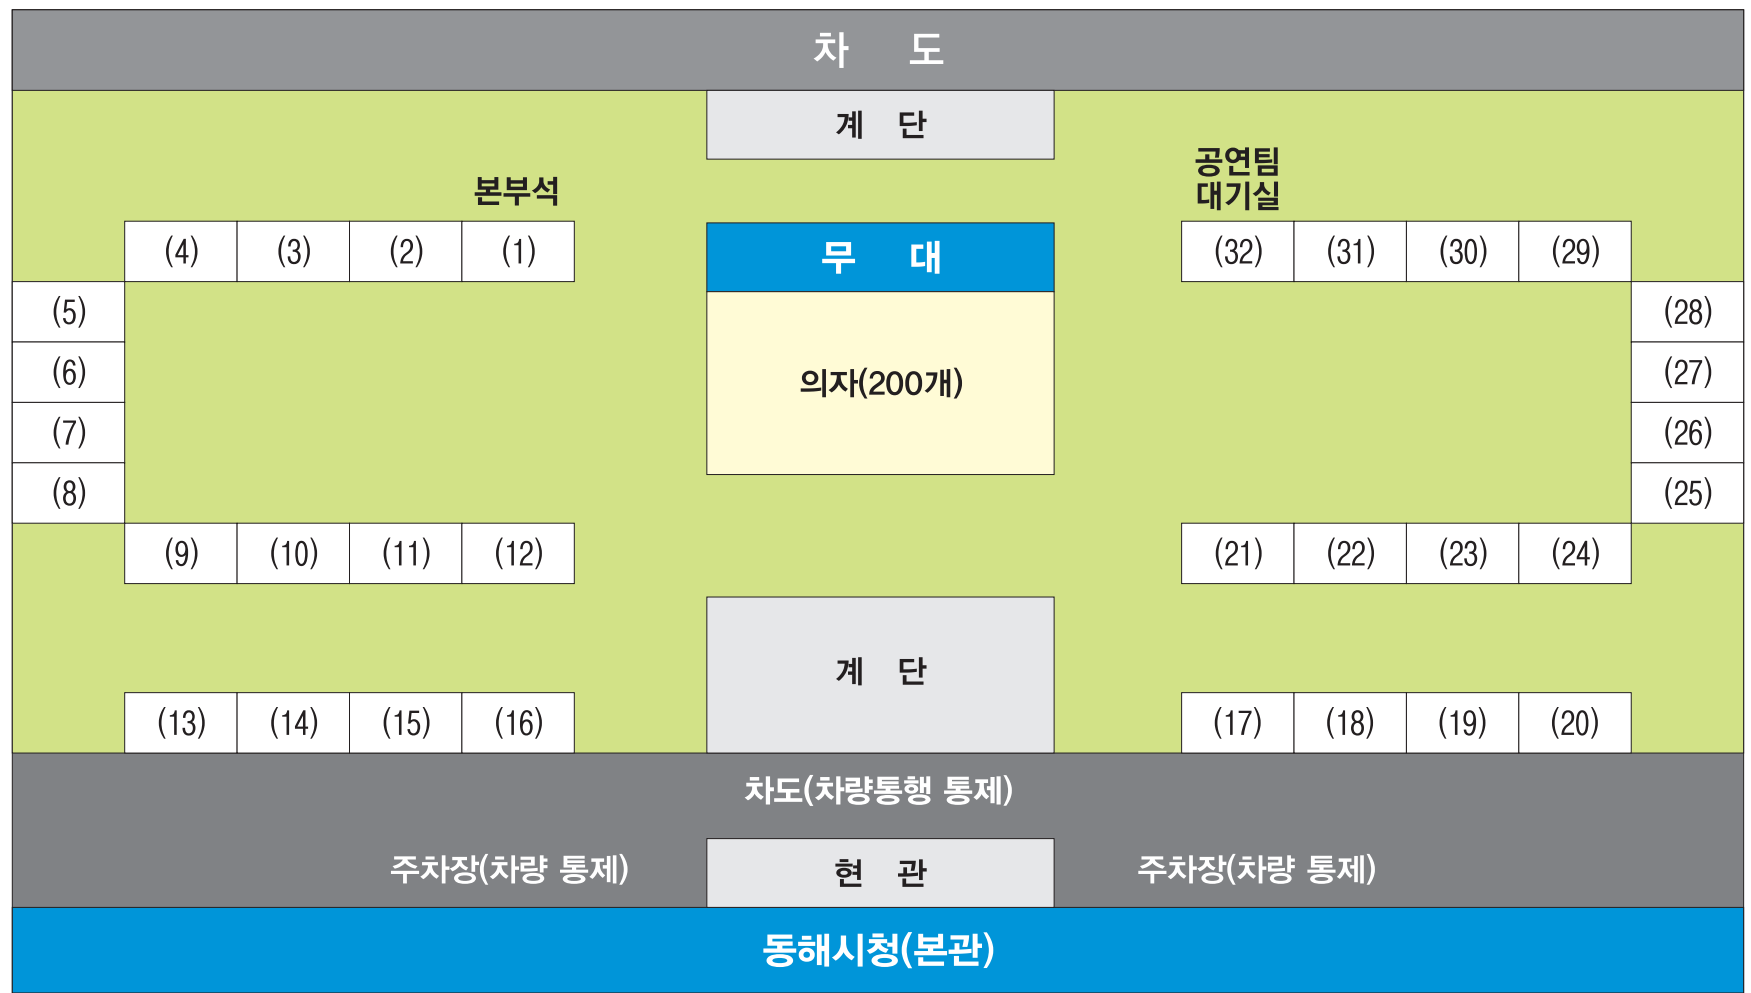 차 도
계 단
본부석
공연팀
대기실
(4) (3) (2) (1)
무 대
(32) (31) (30) (29)
(5)
(28)
(6)
(27)
의자(200개)
(7)
(26)
(8)
(25)
(9) (10) (11) (12)
(21) (22) (23) (24)
계 단
(13) (14) (15) (16)
(17) (18) (19) (20)
차도(차량통행 통제)
주차장(차량 통제)
현 관
주차장(차량 통제)
동해시청(본관)